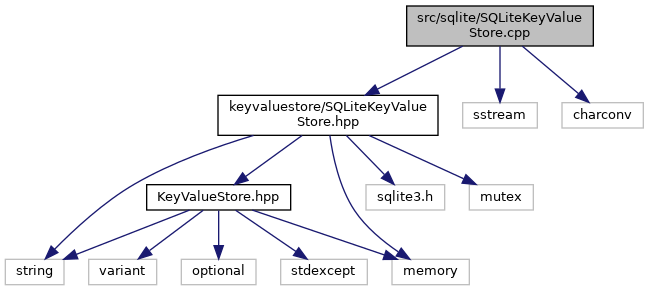 src/sqlite/SQLiteKeyValue
Store.cpp
keyvaluestore/SQLiteKeyValue
Store.hpp
sstream
charconv
KeyValueStore.hpp
sqlite3.h
mutex
string
variant
optional
stdexcept
memory